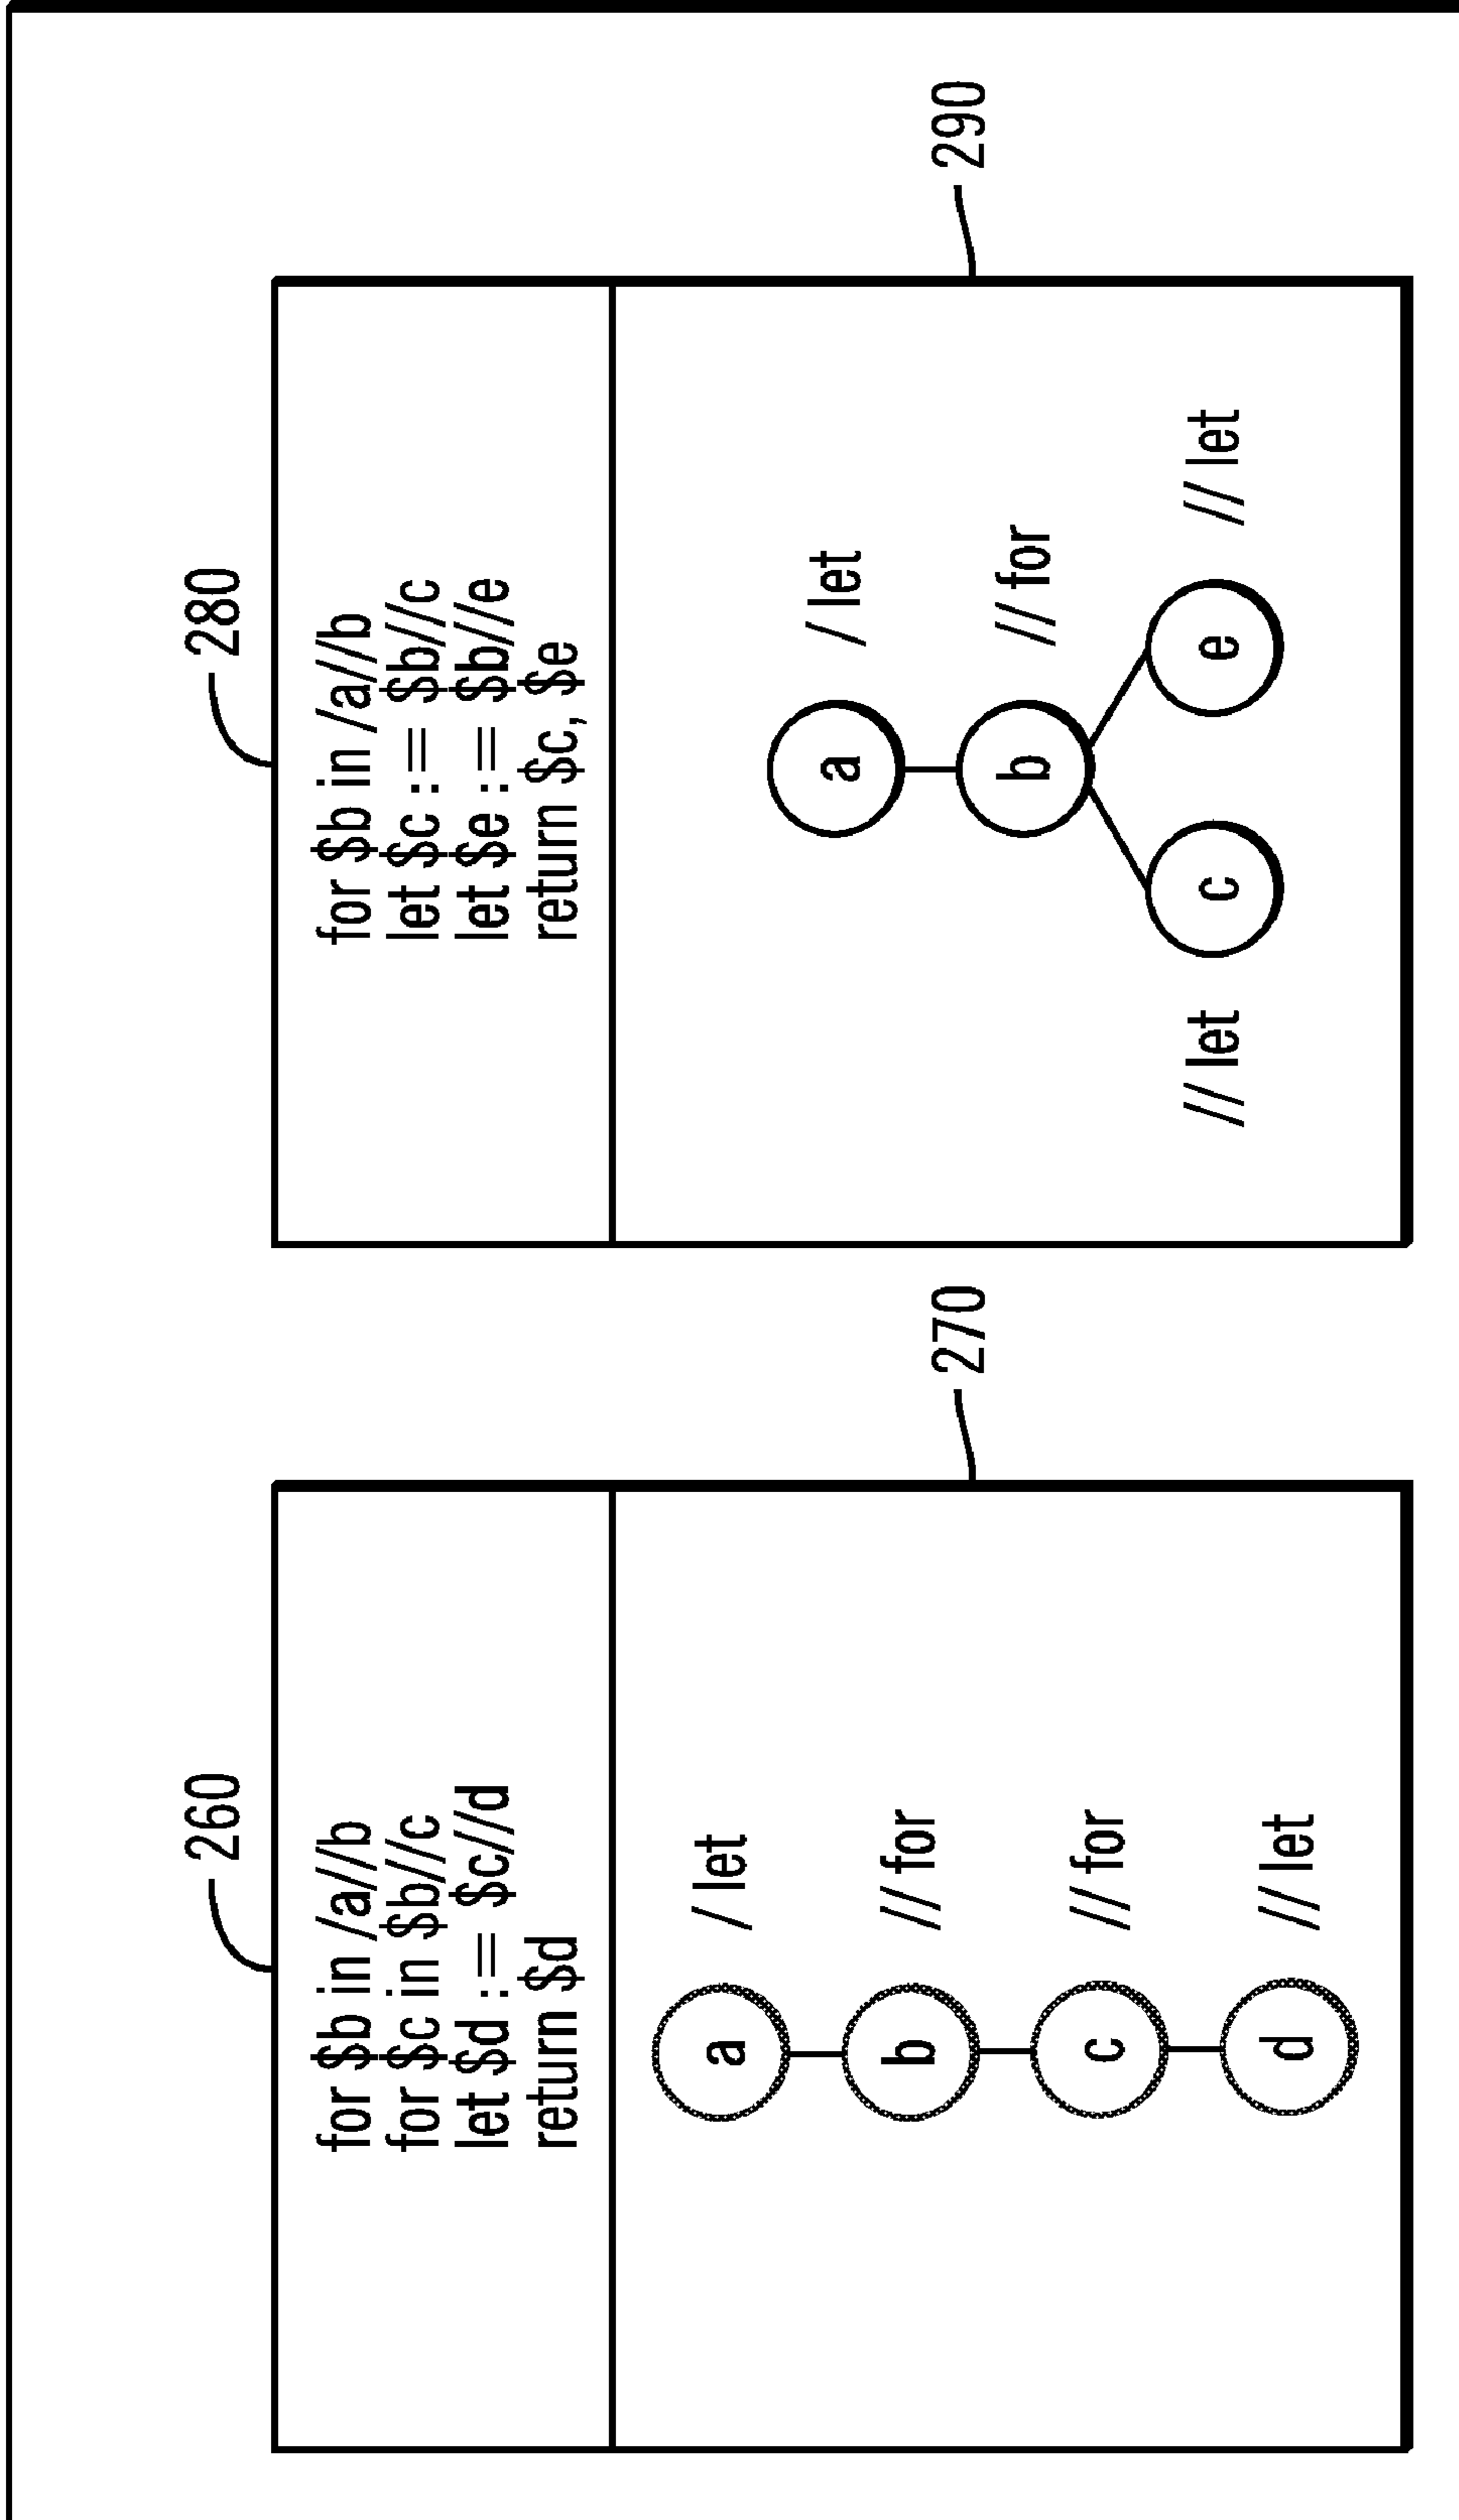 260
for $b in /a//b
for $c in $b//c
let $d := $c//d
return $d
270
a / let
b // for
c // for
d // let
280
for $b in /a//b
let $c := $b//c
let $e := $b//e
return $c, $e
290
a / let
b // for
// let c e // let